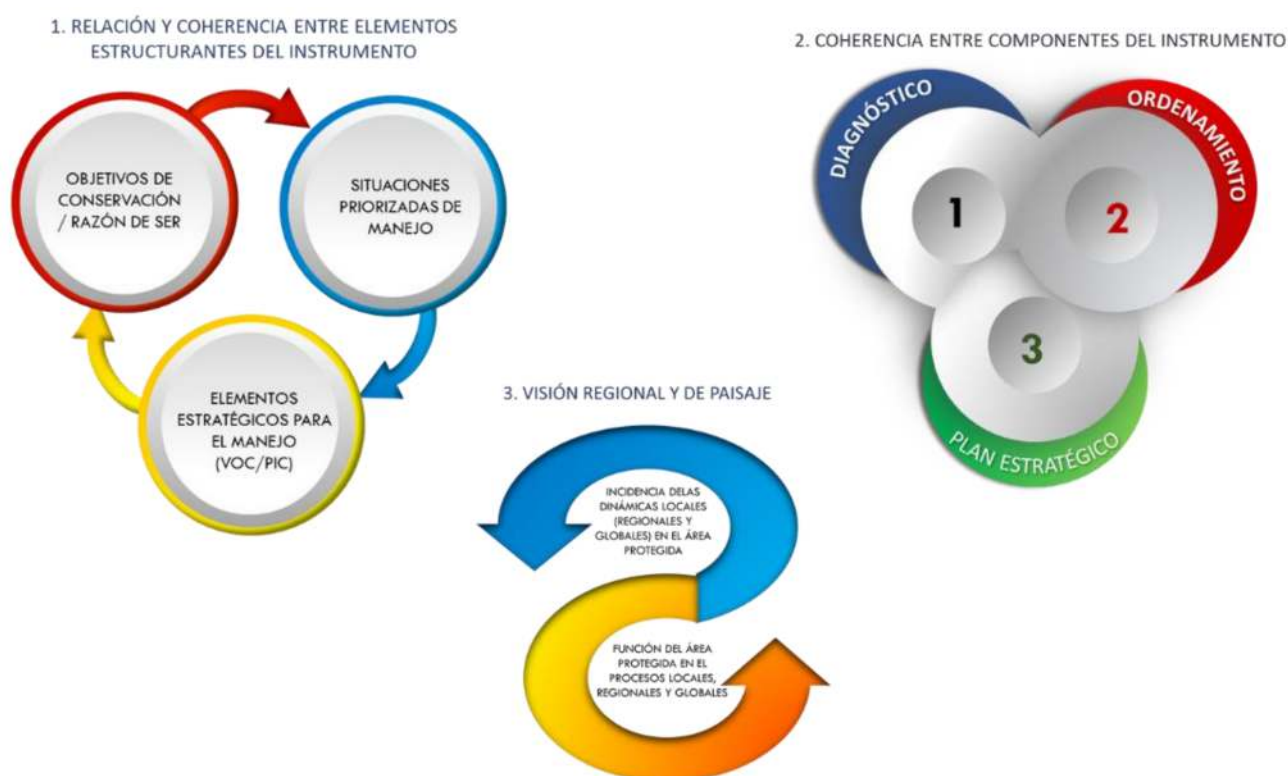 1. RELACIÓN Y COHERENCIA ENTRE ELEMENTOS
ESTRUCTURANTES DEL INSTRUMENTO
OBJETIVOS DE
CONSERVACIÓN
/ RAZÓN DE SER
SITUACIONES
PRIORIZADAS DE
MANEJO
ELEMENTOS
ESTRATÉGICOS PARA
EL MANEJO
(VOC/PIC)
2. COHERENCIA ENTRE COMPONENTES DEL INSTRUMENTO
DIAGNÓSTICO
1
ORDENAMIENTO
2
3
PLAN ESTRATÉGICO
3. VISIÓN REGIONAL Y DE PAISAJE
INCIDENCIA DELAS
DINÁMICAS LOCALES
(REGIONALES Y
GLOBALES) EN EL ÁREA
PROTEGIDA
FUNCIÓN DEL ÁREA
PROTEGIDA EN EL
PROCESOS LOCALES,
REGIONALES Y GLOBALES